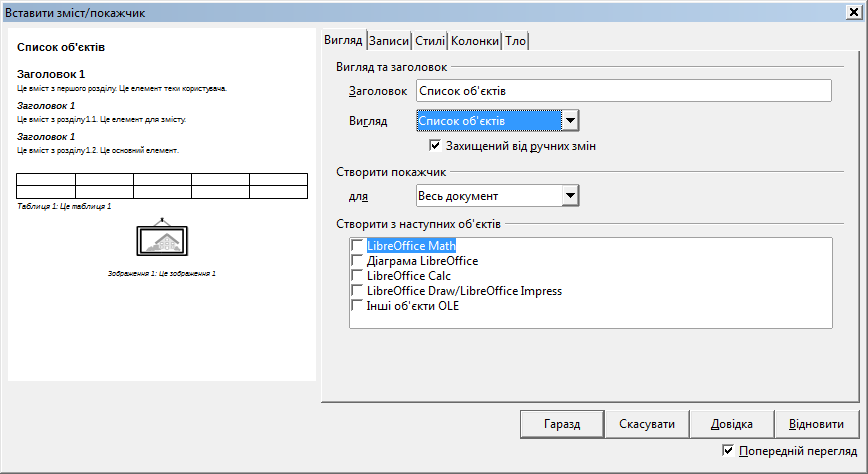 Вставити зміст/покажчик
Список об'єктів
Заголовок 1
Це вміст з першого розділу. Це елемент теки користувача.
Заголовок 1
Це вміст з розділу1.1. Це елемент для змісту.
Заголовок 1
Це вміст з розділу1.2. Це основний елемент.
Таблиця 1: Це таблиця 1
Зображення 1: Це зображення 1
Вигляд Записи Стилі Колонки Тло
Вигляд та заголовок
Заголовок Список об'єктів
Вигляд Список об'єктів
Захищений від ручних змін
Створити покажчик
для Весь документ
Створити з наступних об'єктів
LibreOffice Math
Діаграма LibreOffice
LibreOffice Calc
LibreOffice Draw/LibreOffice Impress
Інші об'єкти OLE
Гаразд Скасувати Довідка Відновити
Попередній перегляд